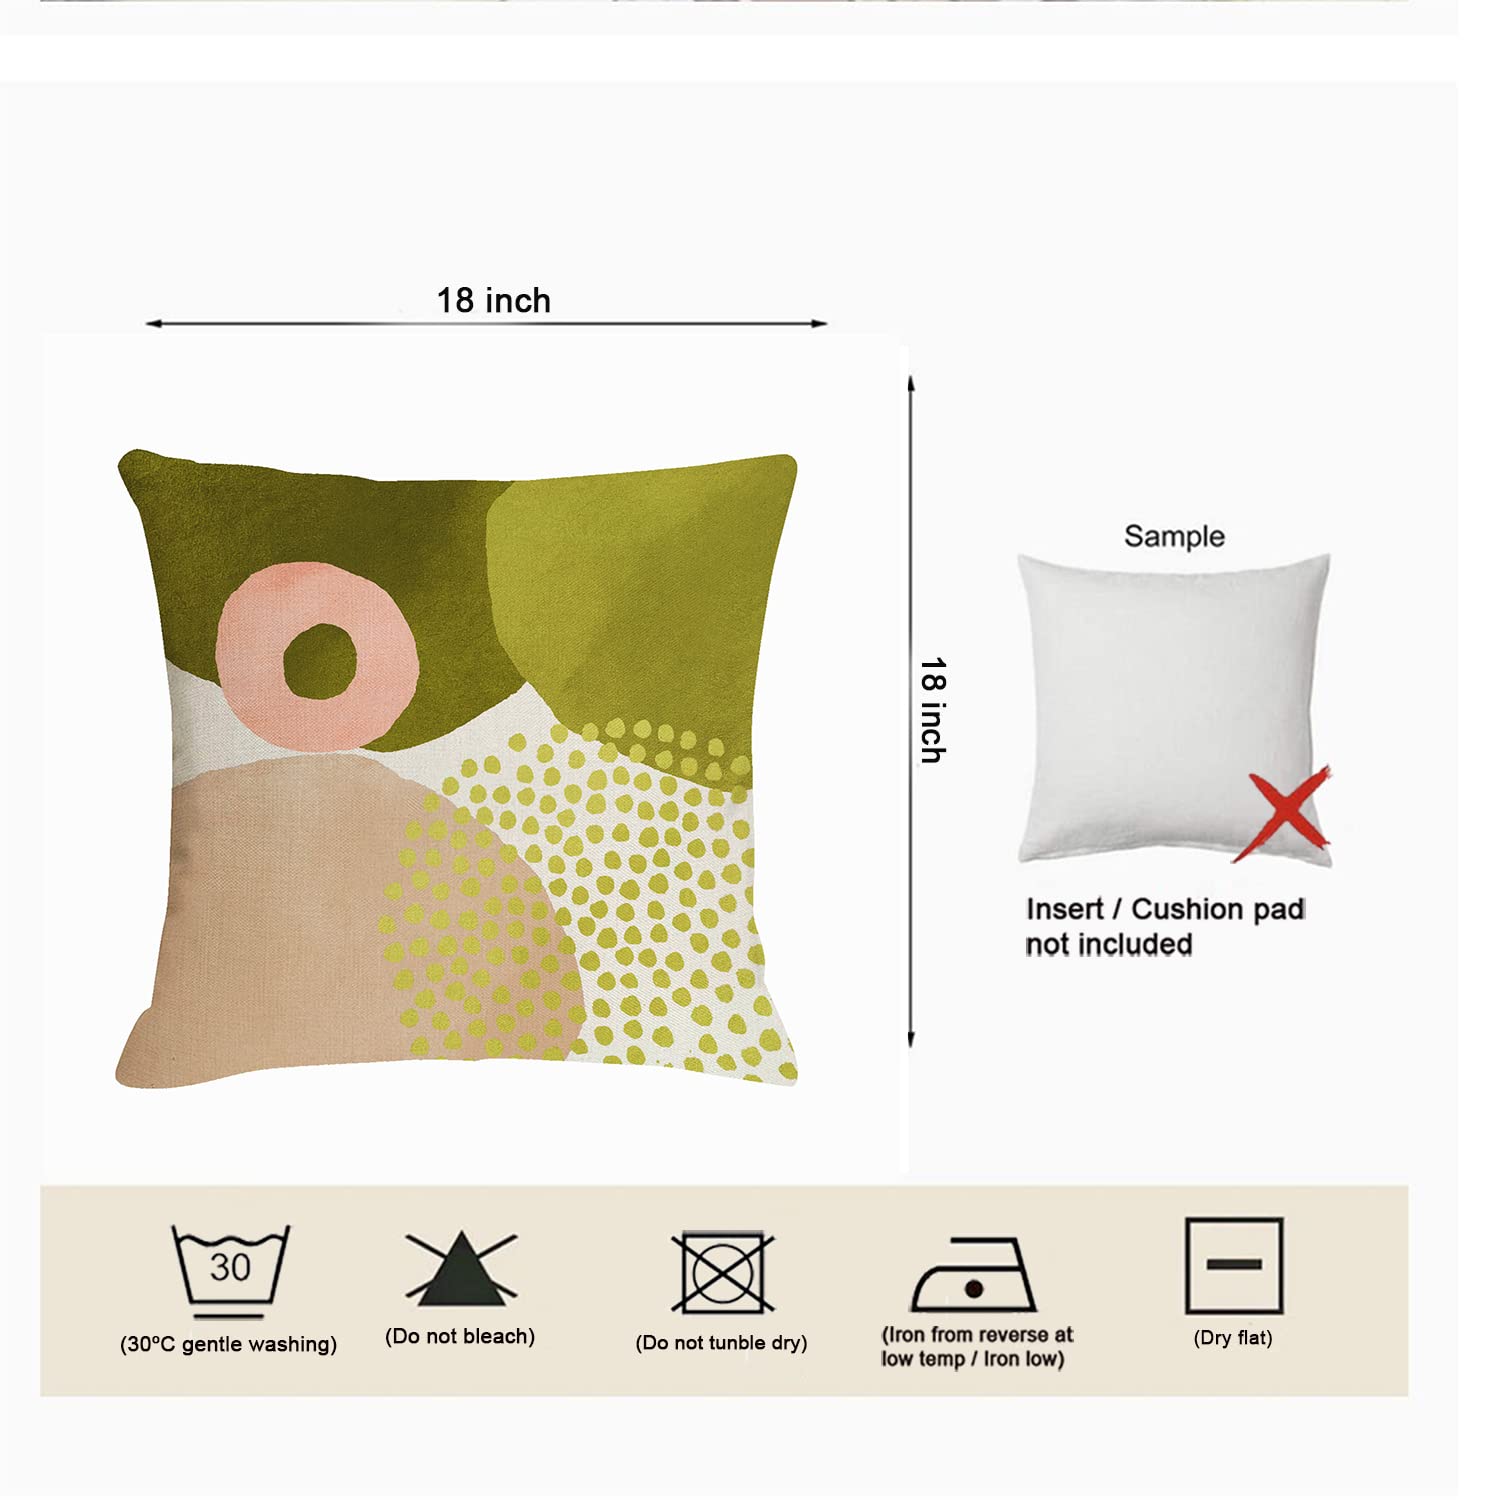 18 inch
18 inch
Sample
Insert / Cushion pad
not included
30
(30ºC gentle washing)
(Do not bleach)
(Do not tunble dry)
(Iron from reverse at
low temp / Iron low)
(Dry flat)